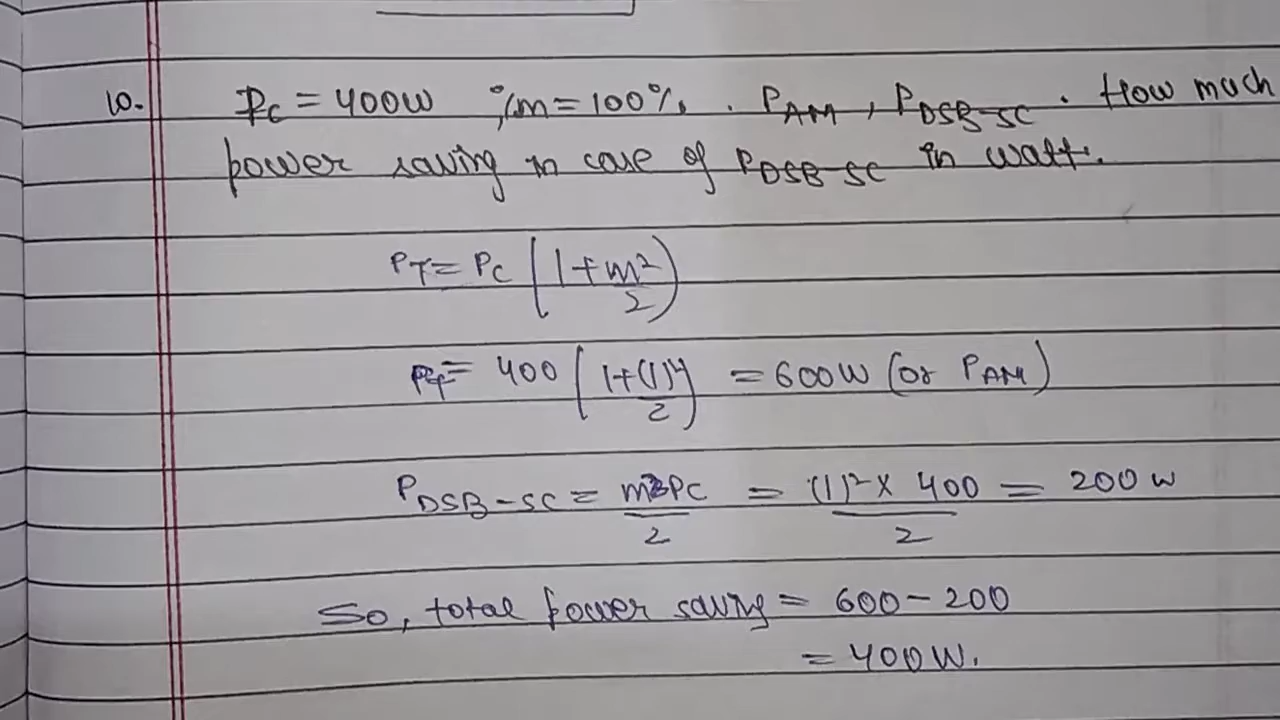 10. Pc = 400W ; %m = 100%. . PAM, PDSB-SC. How much
power saving in case of PDSB-SC in watt.
PT = PC (1+m²/2)
PT = 400 (1+(1)²/2) = 600W (or PAM)
PDSB-SC = m²PC/2 = (1)² X 400/2 = 200 W
So, total power saving = 600 - 200
= 400W.